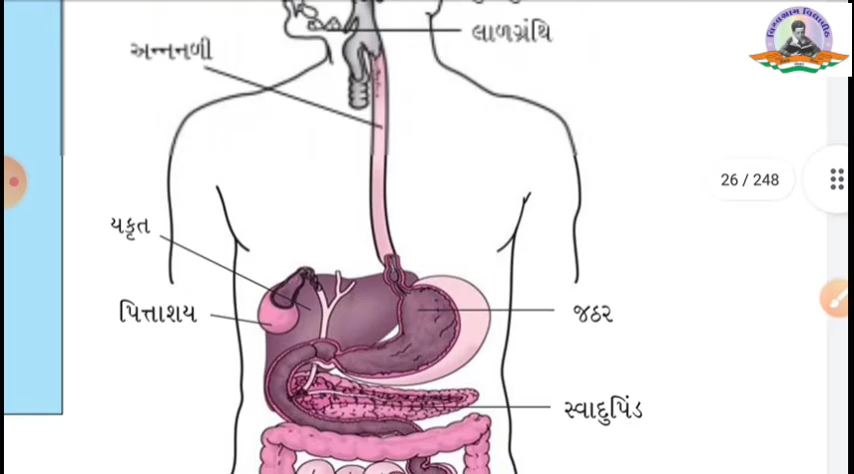 લાળગ્રંથિ
અન્નનળી
26 / 248
યકૃત
પિત્તાશય
જઠર
સ્વાદુપિંડ